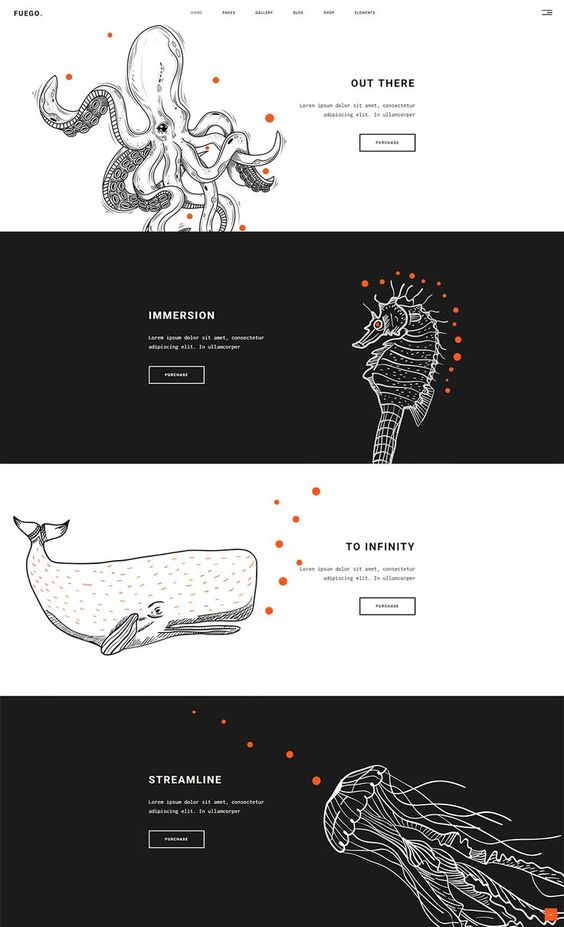 FUEGO.
HOME PAGES GALLERY BLOG SHOP ELEMENTS
OUT THERE
Lorem ipsum dolor sit amet, consectetur
adipiscing elit. In ullamcorper
PURCHASE
IMMERSION
Lorem ipsum dolor sit amet, consectetur
adipiscing elit. In ullamcorper
PURCHASE
TO INFINITY
Lorem ipsum dolor sit amet, consectetur
adipiscing elit. In ullamcorper
PURCHASE
STREAMLINE
Lorem ipsum dolor sit amet, consectetur
adipiscing elit. In ullamcorper
PURCHASE